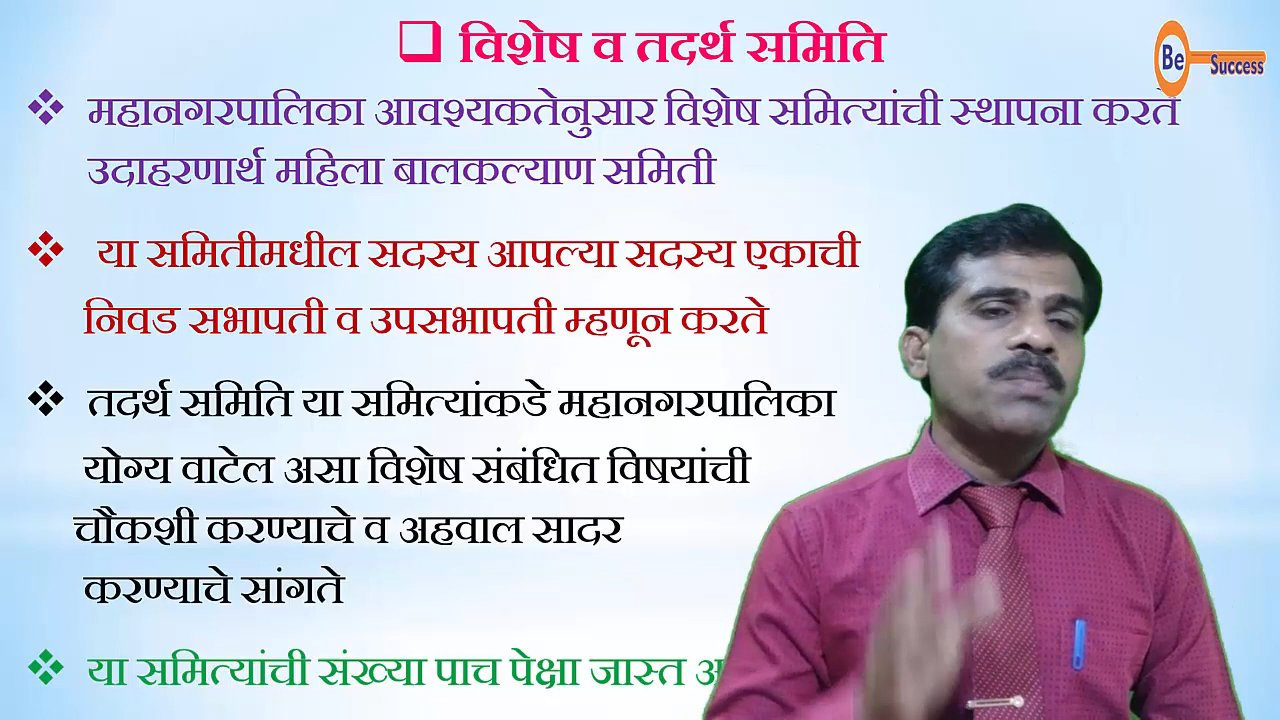 ❑ विशेष व तदर्थ समिति
Be Success
❖ महानगरपालिका आवश्यकतेनुसार विशेष समित्यांची स्थापना करते
उदाहरणार्थ महिला बालकल्याण समिती
❖ या समितीमधील सदस्य आपल्या सदस्य एकाची
निवड सभापती व उपसभापती म्हणून करते
❖ तदर्थ समिति या समित्यांकडे महानगरपालिका
योग्य वाटेल असा विशेष संबंधित विषयांची
चौकशी करण्याचे व अहवाल सादर
करण्याचे सांगते
❖ या समित्यांची संख्या पाच पेक्षा जास्त